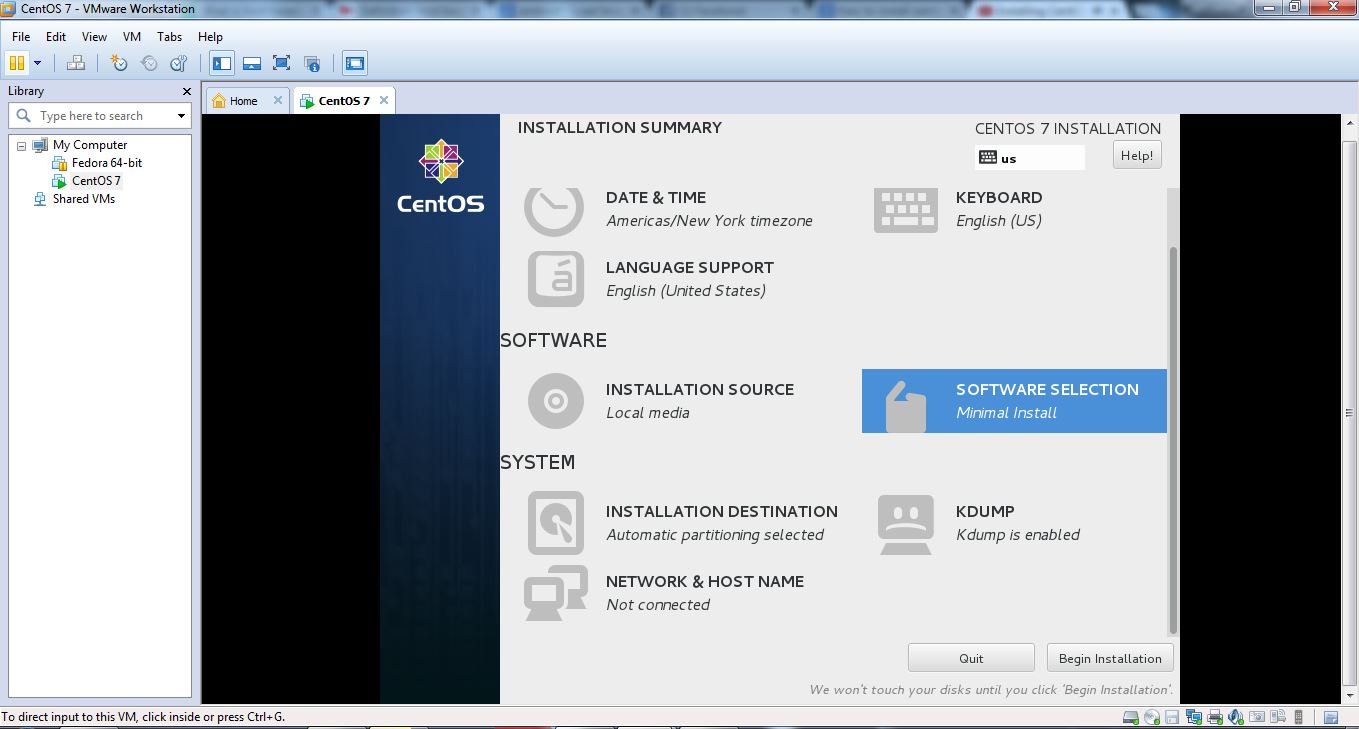 CentOS 7 - VMware Workstation
File Edit View VM Tabs Help
Library
Type here to search
My Computer
Fedora 64-bit
CentOS 7
Shared VMs
Home
CentOS 7
CentOS
INSTALLATION SUMMARY
CENTOS 7 INSTALLATION
us
Help!
DATE & TIME
Americas/New York timezone
KEYBOARD
English (US)
LANGUAGE SUPPORT
English (United States)
SOFTWARE
INSTALLATION SOURCE
Local media
SOFTWARE SELECTION
Minimal Install
SYSTEM
INSTALLATION DESTINATION
Automatic partitioning selected
KDUMP
Kdump is enabled
NETWORK & HOST NAME
Not connected
Quit
Begin Installation
We won't touch your disks until you click 'Begin Installation'.
To direct input to this VM, click inside or press Ctrl+G.